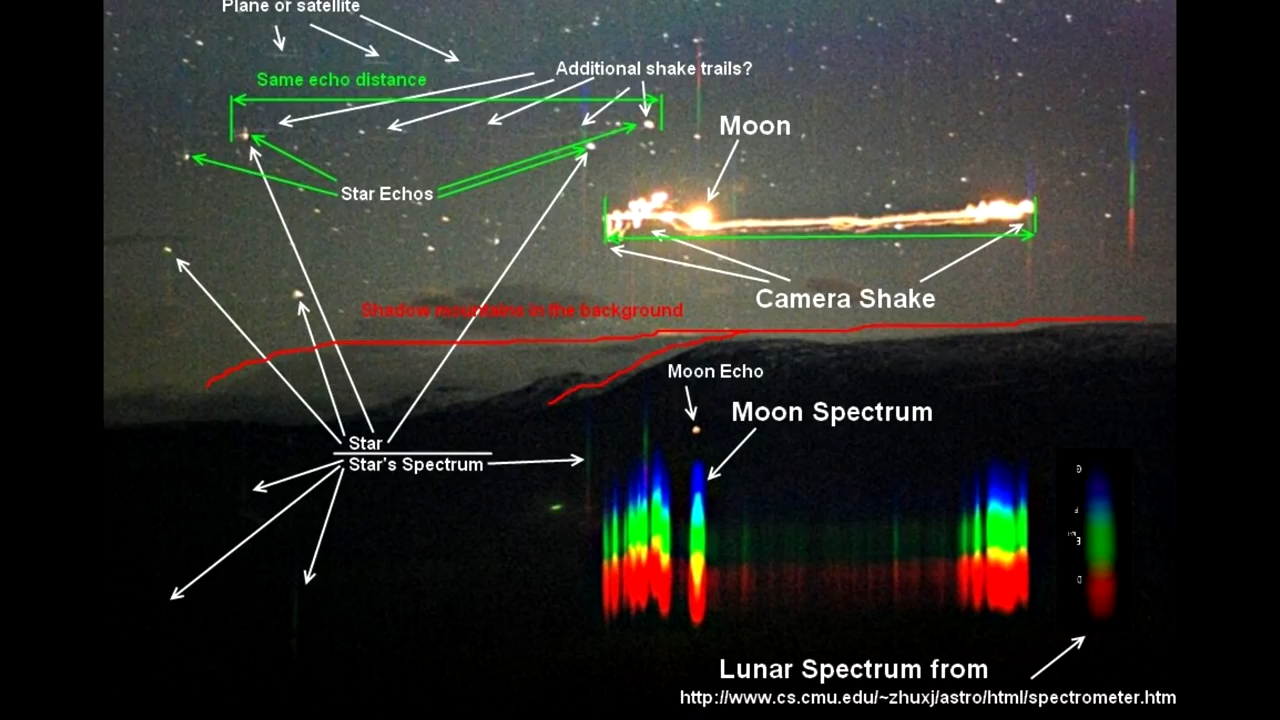 Plane or satellite
Additional shake trails?
Same echo distance
Moon
Star Echos
Camera Shake
Shadow mountains in the background
Moon Echo
Moon Spectrum
Star
Star's Spectrum
Lunar Spectrum from
http://www.cs.cmu.edu/~zhuxj/astro/html/spectrometer.htm